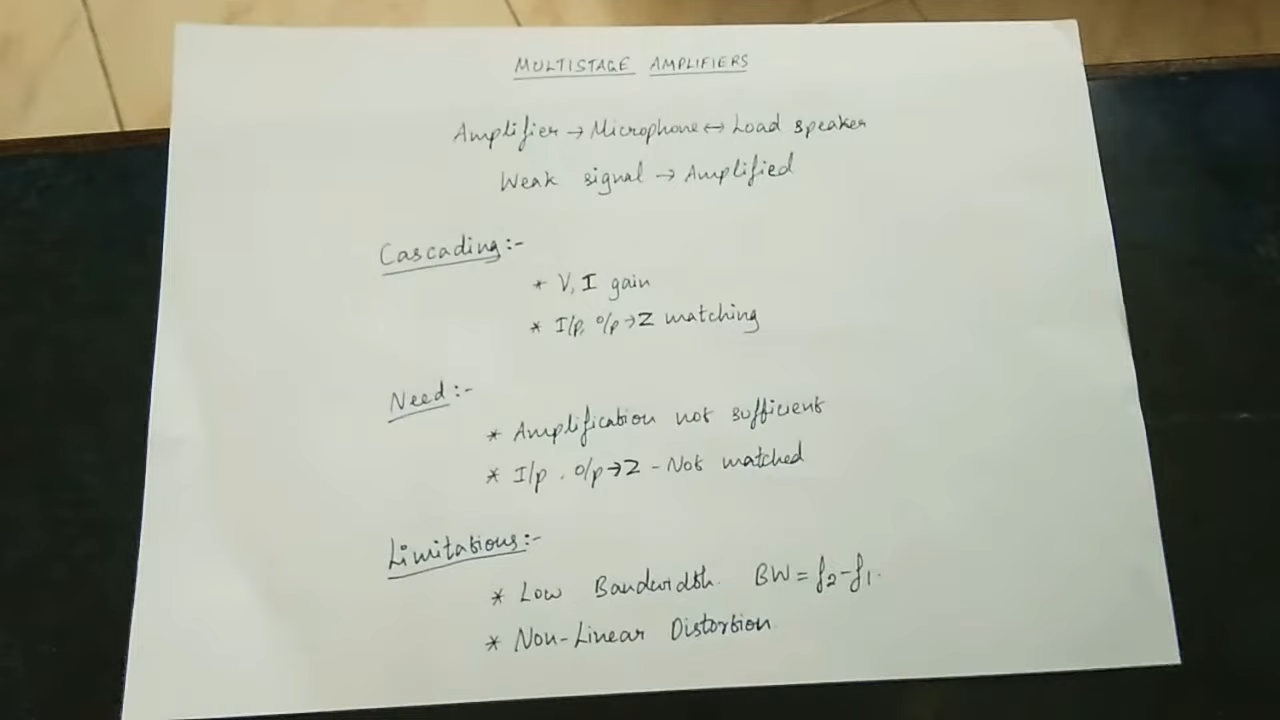 MULTISTAGE AMPLIFIERS
Amplifier → Microphone ↔ Load speaker
Weak signal → Amplified
Cascading:-
* V, I gain
* I/p, o/p → Z matching
Need:-
* Amplification not sufficient
* I/p, o/p → Z - Not matched
Limitations:-
* Low Bandwidth. BW = f2-f1.
* Non-Linear Distortion